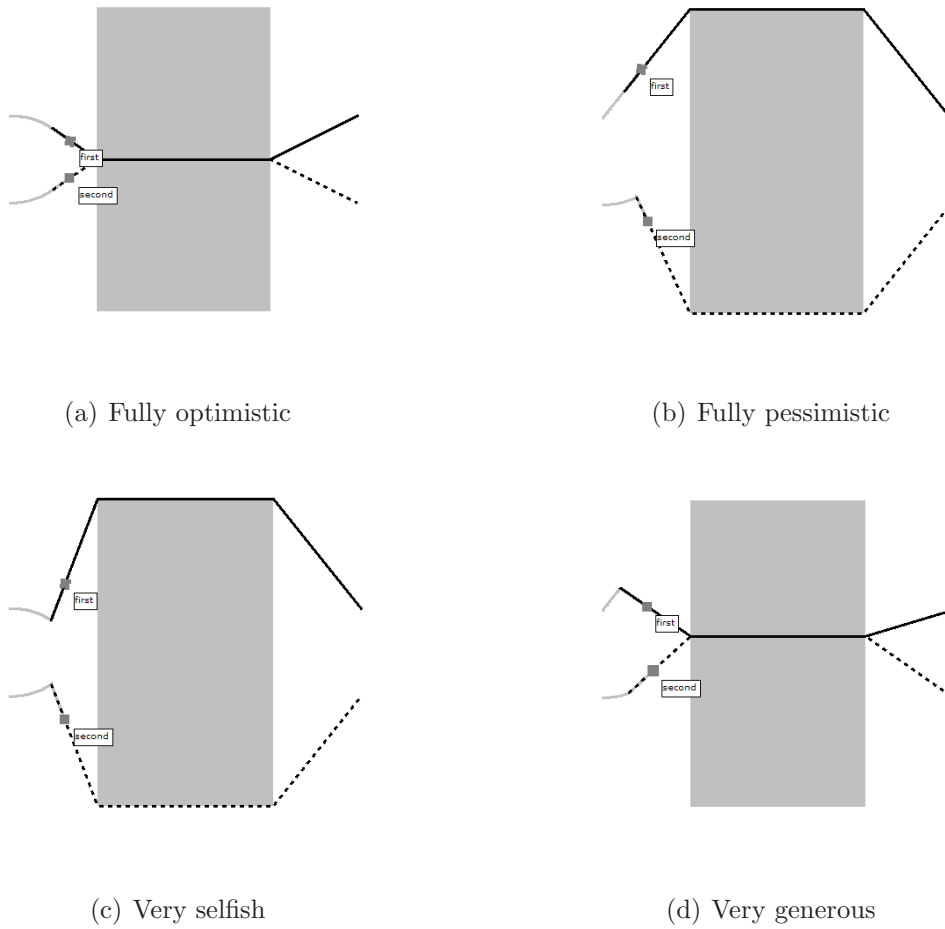 first
second
first
second
(a) Fully optimistic
(b) Fully pessimistic
first
second
first
second
(c) Very selfish
(d) Very generous